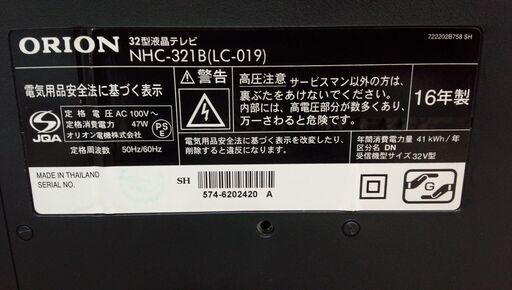 ORION
32型液晶テレビ
NHC-321B(LC-019)
722202B758 SH
電気用品安全法に基づく表示
JQA
定格電圧 AC 100V～
定格消費電力 47W
オリオン電機株式会社
定格周波数 50Hz/60Hz
PSE
警告
高圧注意 サービスマン以外の方は、
裏ぶたをあけないでください。
内部には、高電圧部分が数多くあり、
万一さわると危険です。
電気用品安全法に基づく表示を改変したり、
削除すると違反になります。
16年製
年間消費電力量 41 kWh/年
区分名 DN
受信機型サイズ 32V型
MADE IN THAILAND
SERIAL NO.
SH
574-6202420 A
G